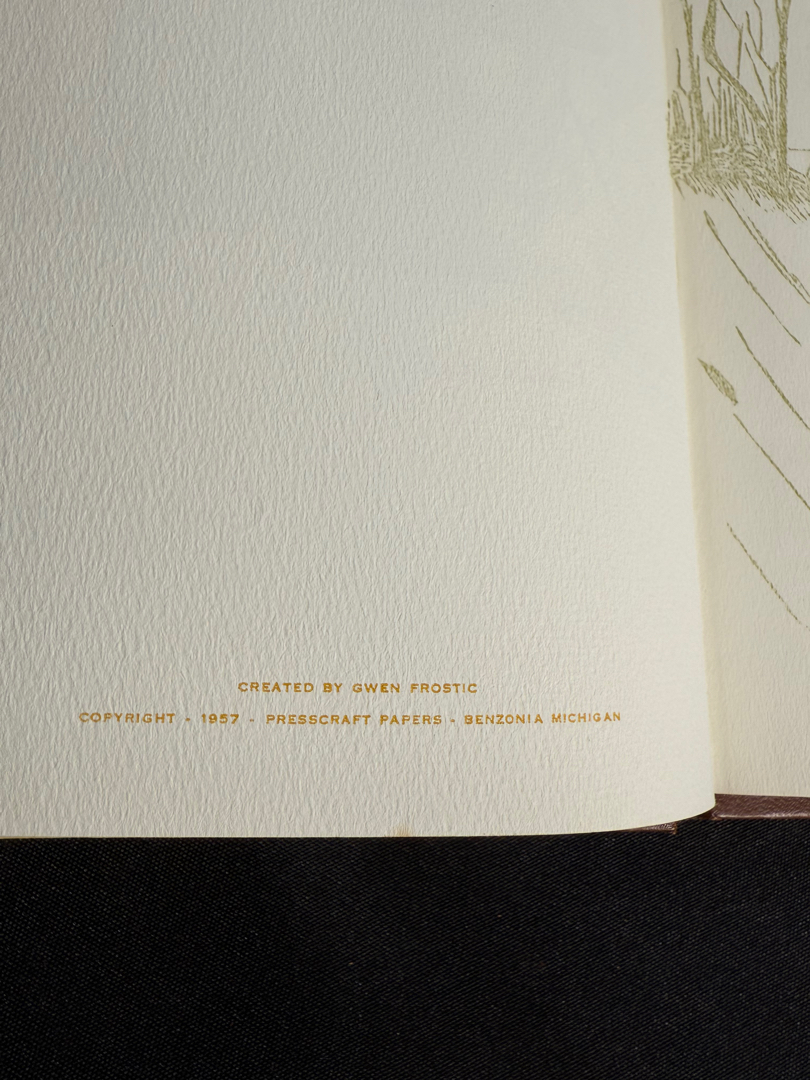 CREATED BY GWEN FROSTIC
COPYRIGHT - 1957 - PRESSCRAFT PAPERS - BENZONIA MICHIGAN